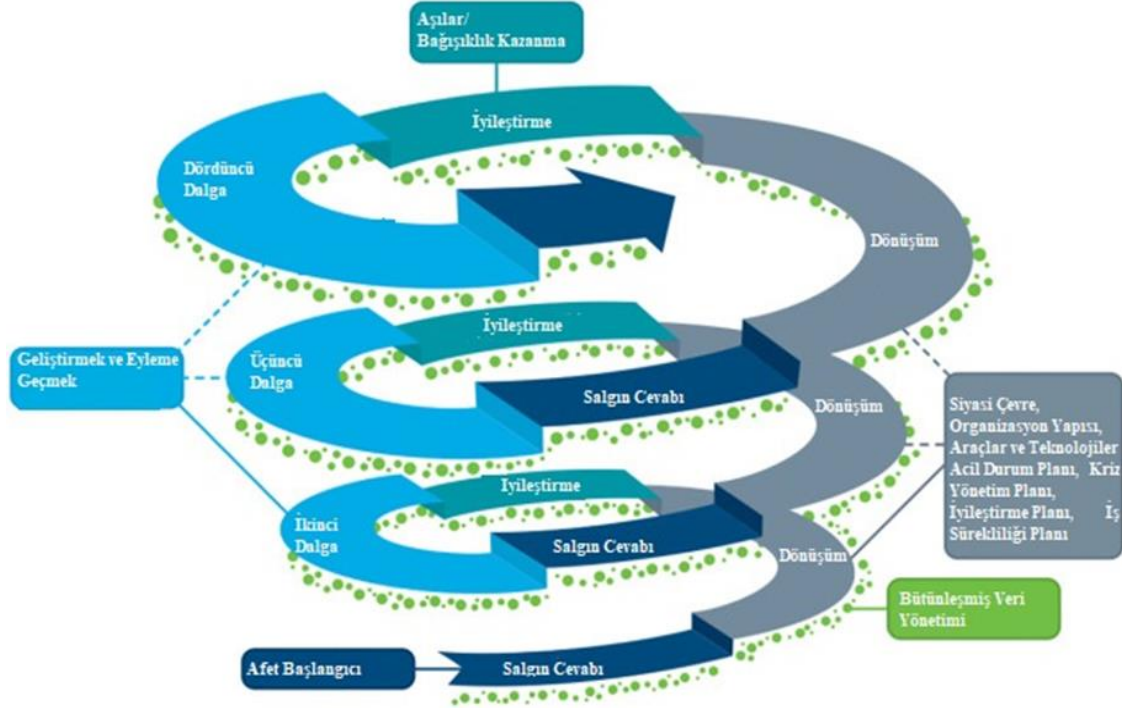 Aşılar/
Bağışıklık Kazanma
İyileştirme
Dördüncü
Dalga
Dönüşüm
Geliştirmek ve Eyleme
Geçmek
Üçüncü
Dalga
İyileştirme
Salgın Cevabı
Dönüşüm
Siyasi Çevre,
Organizasyon Yapısı,
Araçlar ve Teknolojiler
Acil Durum Planı, Kriz
Yönetim Planı,
Iyileştirme Planı, İş
Sürekliliği Planı
İkinci
Dalga
Iyileştirme
Salgın Cevabı
Dönüşüm
Bütünleşmiş Veri
Yönetimi
Afet Başlangıcı
Salgın Cevabı